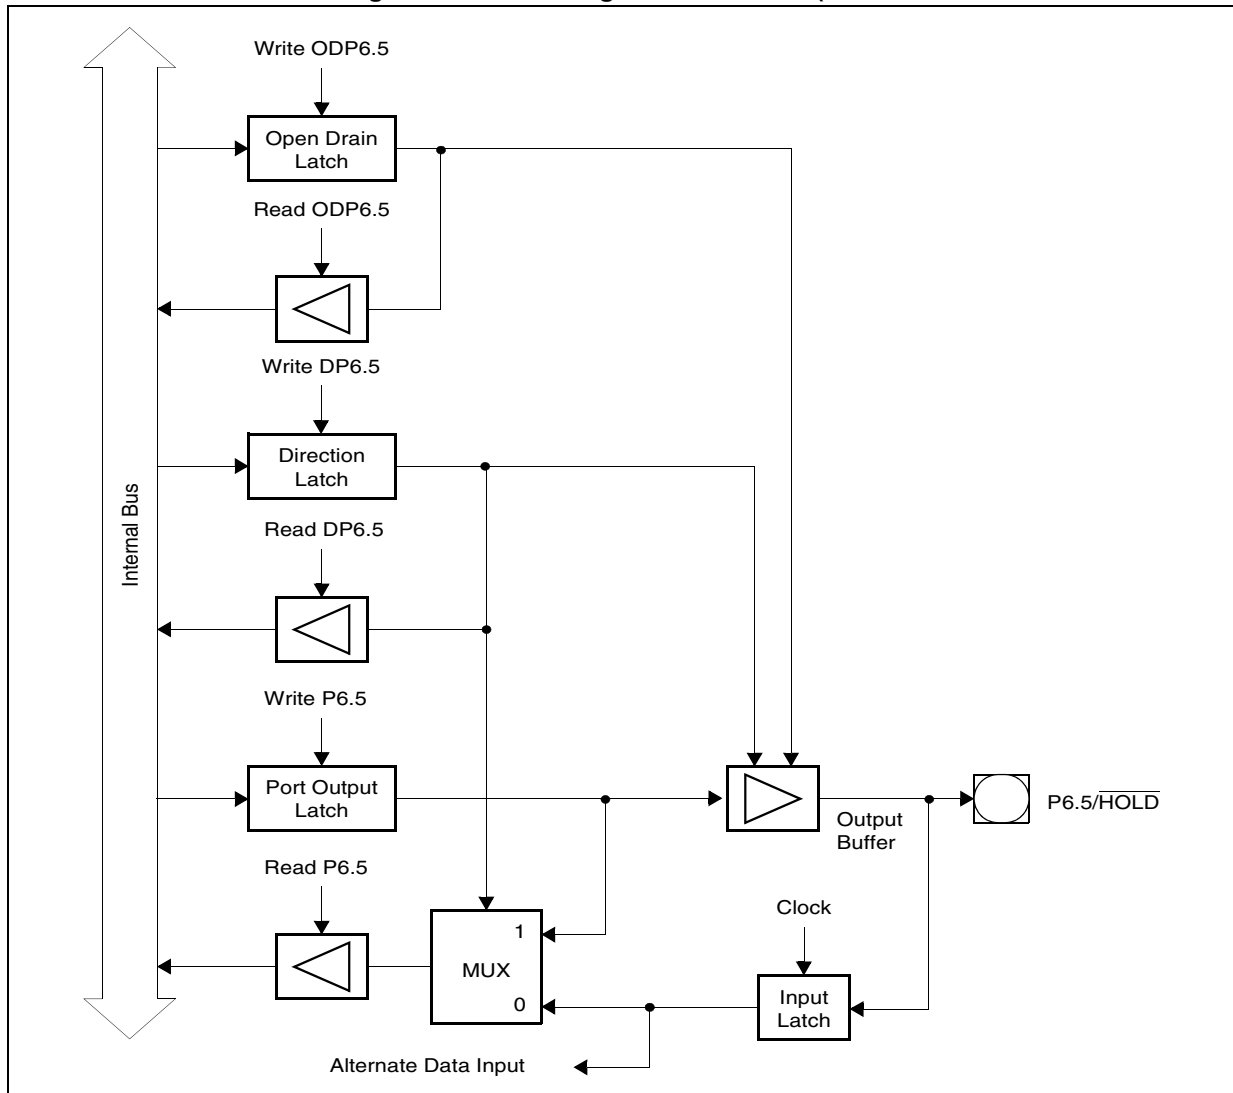 Write ODP6.5
Open Drain
Latch
Read ODP6.5
Write DP6.5
Direction
Latch
Internal Bus
Read DP6.5
Write P6.5
Port Output
Latch
Output
Buffer
P6.5/HOLD
Read P6.5
Clock
1
MUX
0
Input
Latch
Alternate Data Input